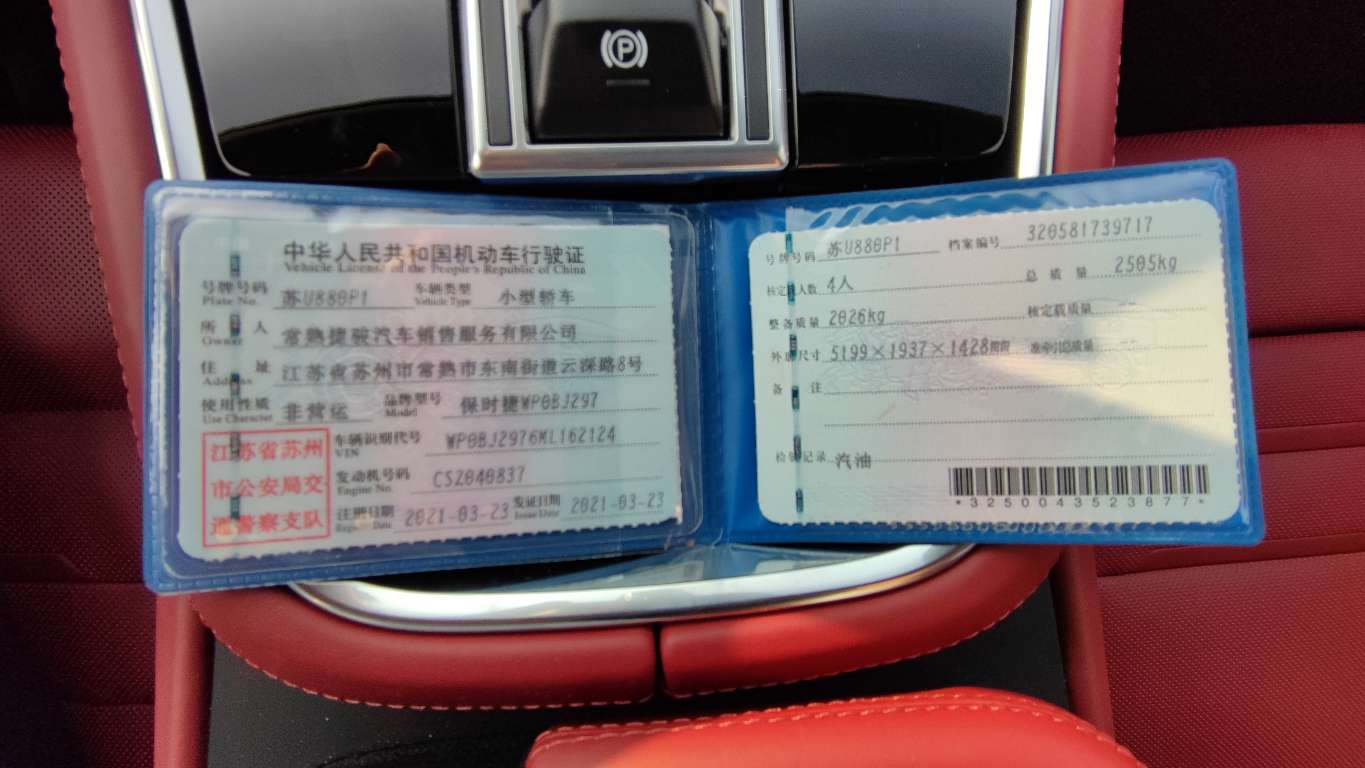 P
中华人民共和国机动车行驶证
Vehicle License of the People's Republic of China
号牌号码 Plate No. 苏U880P1 车辆类型 Vehicle Type 小型轿车
所有人 Owner 常熟捷骏汽车销售服务有限公司
住址 Address 江苏省苏州市常熟市东南街道云深路8号
使用性质 Use Character 非营运 品牌型号 Model 保时捷WP0BJ297
车辆识别代号 VIN WP0BJ2976ML162124
发动机号码 Engine No. CSZ040837
注册日期 Register Date 2021-03-23 发证日期 Issue Date 2021-03-23
江苏省苏州
市公安局交
通警察支队
号牌号码 苏U880P1 档案编号 320581739717
核定载人数 4人 总质量 2505kg
整备质量 2026kg 核定载质量 --
外廓尺寸 5199×1937×1428 准牵引总质量 --
备注
检验记录 汽油
*3250043523877*